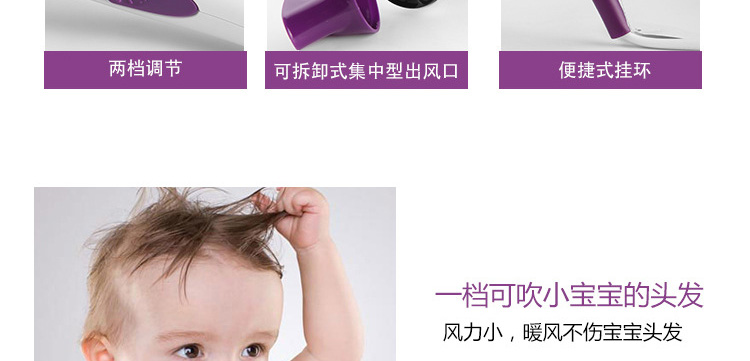 两档调节
可拆卸式集中型出风口
便捷式挂环
一档可吹小宝宝的头发
风力小，暖风不伤宝宝头发